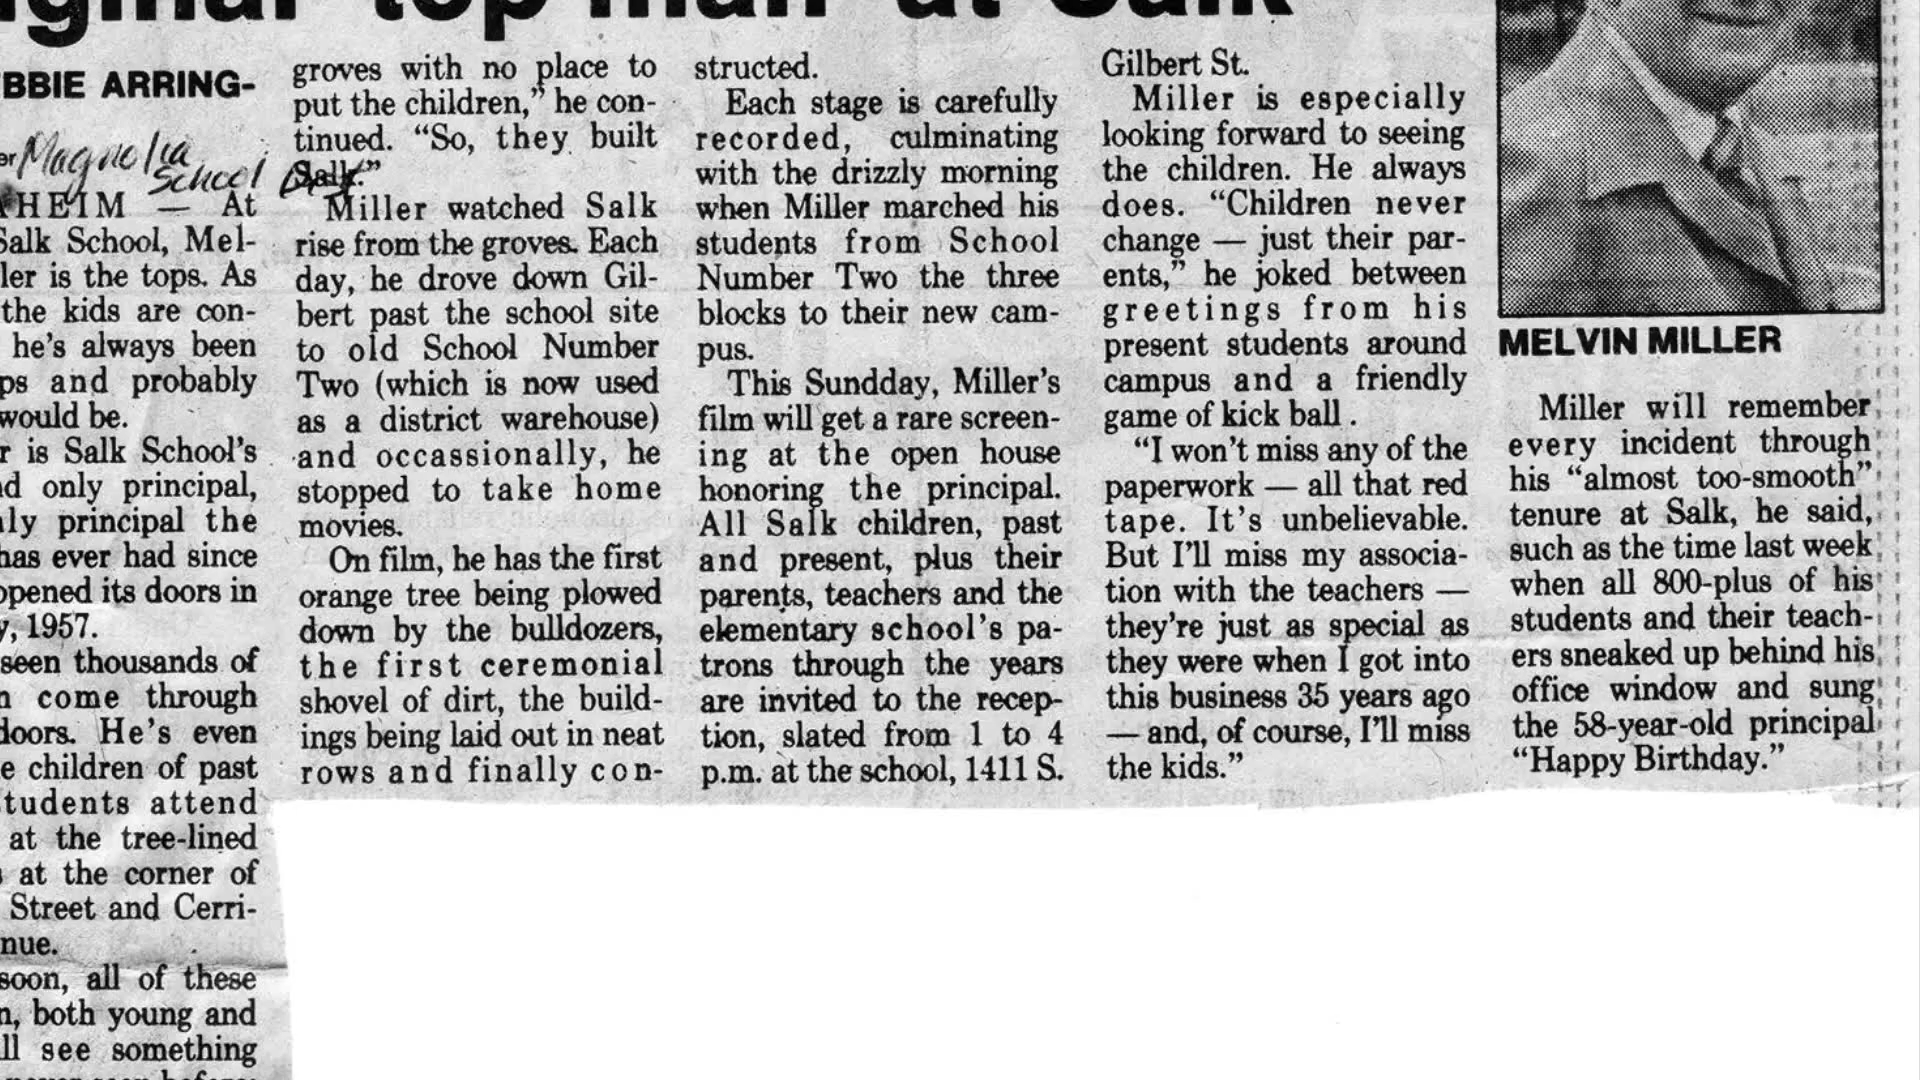 top man' at Salk
BBIE ARRING-
Magnolia
School Dist.
AHEIM — At
Salk School, Mel-
ler is the tops. As
the kids are con-
he's always been
ps and probably
would be.
r is Salk School's
d only principal,
ly principal the
has ever had since
opened its doors in
y, 1957.
seen thousands of
n come through
doors. He's even
e children of past
students attend
at the tree-lined
s at the corner of
Street and Cerri-
nue.
soon, all of these
n, both young and
ll see something
groves with no place to
put the children,” he con-
tinued. “So, they built
Salk.”
Miller watched Salk
rise from the groves. Each
day, he drove down Gil-
bert past the school site
to old School Number
Two (which is now used
as a district warehouse)
and occassionally, he
stopped to take home
movies.
On film, he has the first
orange tree being plowed
down by the bulldozers,
the first ceremonial
shovel of dirt, the build-
ings being laid out in neat
rows and finally con-
structed.
Each stage is carefully
recorded, culminating
with the drizzly morning
when Miller marched his
students from School
Number Two the three
blocks to their new cam-
pus.
This Sundday, Miller's
film will get a rare screen-
ing at the open house
honoring the principal.
All Salk children, past
and present, plus their
parents, teachers and the
elementary school's pa-
trons through the years
are invited to the recep-
tion, slated from 1 to 4
p.m. at the school, 1411 S.
Gilbert St.
Miller is especially
looking forward to seeing
the children. He always
does. “Children never
change — just their par-
ents,” he joked between
greetings from his
present students around
campus and a friendly
game of kick ball .
“I won't miss any of the
paperwork — all that red
tape. It's unbelievable.
But I'll miss my associa-
tion with the teachers —
they're just as special as
they were when I got into
this business 35 years ago
— and, of course, I'll miss
the kids.”
MELVIN MILLER
Miller will remember
every incident through
his “almost too-smooth”
tenure at Salk, he said,
such as the time last week
when all 800-plus of his
students and their teach-
ers sneaked up behind his
office window and sung
the 58-year-old principal
“Happy Birthday.”